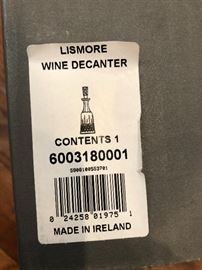 LISMORE
WINE DECANTER
CONTENTS 1
6003180001
0 24258 01975 1
MADE IN IRELAND